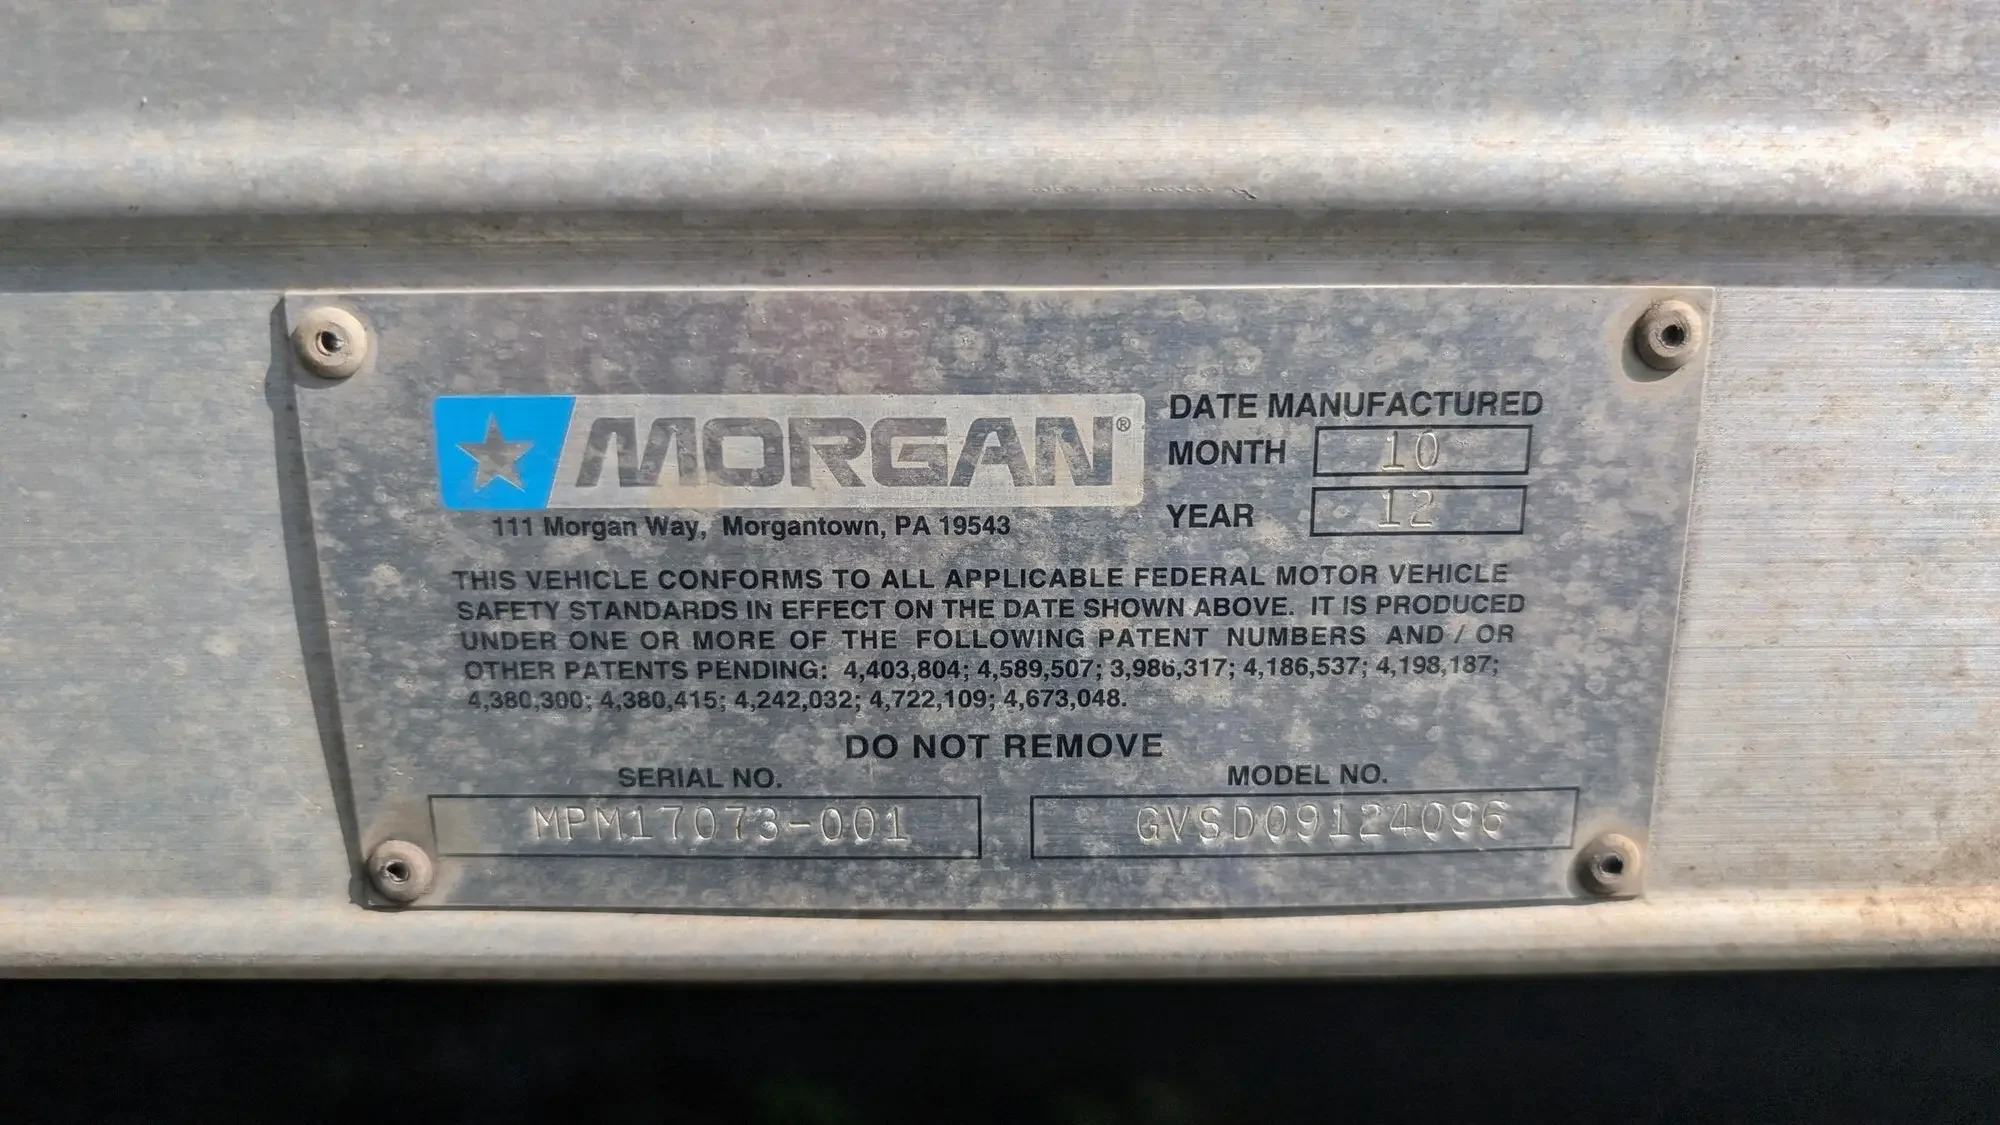 MORGAN®
111 Morgan Way, Morgantown, PA 19543
DATE MANUFACTURED
MONTH 10
YEAR 12
THIS VEHICLE CONFORMS TO ALL APPLICABLE FEDERAL MOTOR VEHICLE
SAFETY STANDARDS IN EFFECT ON THE DATE SHOWN ABOVE. IT IS PRODUCED
UNDER ONE OR MORE OF THE FOLLOWING PATENT NUMBERS AND / OR
OTHER PATENTS PENDING: 4,403,804; 4,589,507; 3,986,317; 4,186,537; 4,198,187;
4,380,300; 4,380,415; 4,242,032; 4,722,109; 4,673,048.
DO NOT REMOVE
SERIAL NO.
MPM17073-001
MODEL NO.
GVSD09124096